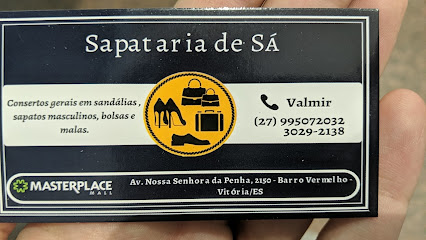 Sapataria de SÁ
Consertos gerais em sandálias,
sapatos masculinos, bolsas e
malas.
Valmir
(27) 995072032
3029-2138
MASTERPLACE
MALL
Av. Nossa Senhora da Penha, 2150 - Barro Vermelho -
Vitória/ES